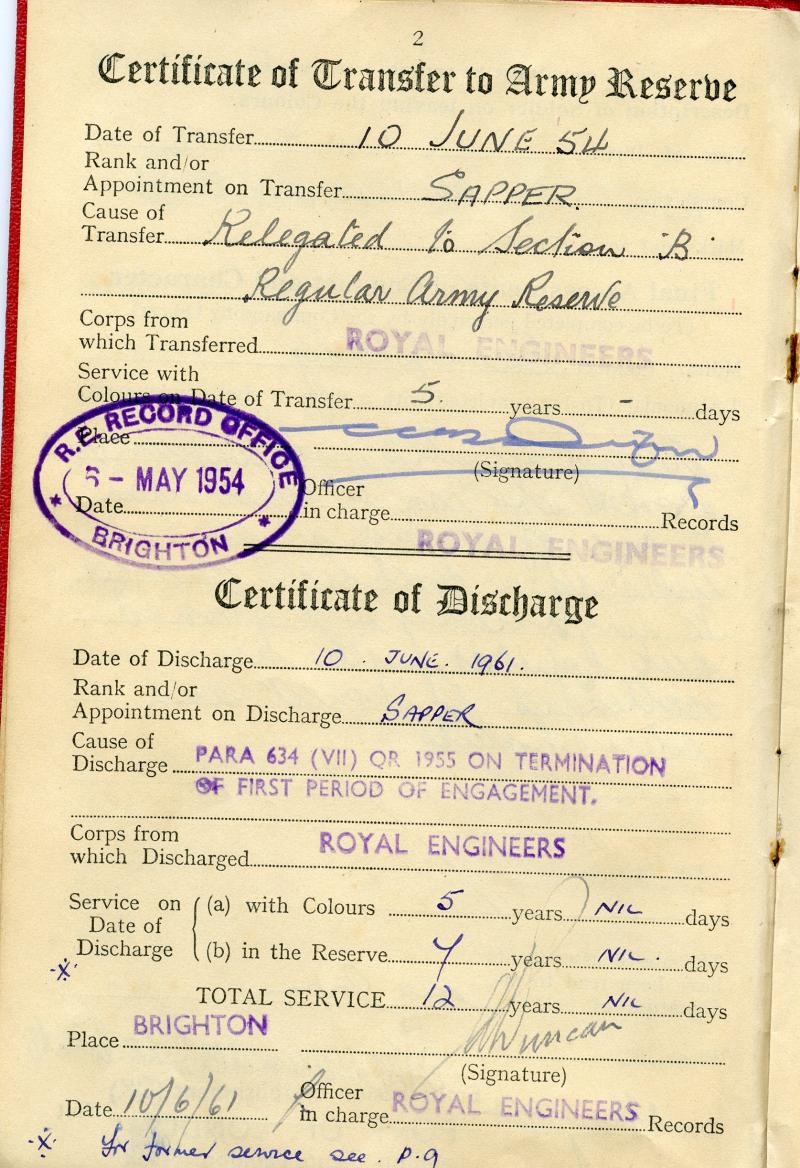 2
Certificate of Transfer to Army Reserve
Date of Transfer 10 JUNE 54
Rank and/or
Appointment on Transfer SAPPER.
Cause of
Transfer Relegated to Section 'B'
Regular Army Reserve
Corps from
which Transferred ROYAL ENGINEERS
Service with
Colours on Date of Transfer 5. years - days
Place
(Signature)
R.E. RECORD OFFICE
6 - MAY 1954
BRIGHTON
Date
Officer
in charge Records
ROYAL ENGINEERS
Certificate of Discharge
Date of Discharge 10. JUNE. 1961.
Rank and/or
Appointment on Discharge SAPPER
Cause of
Discharge PARA 634 (VII) QR 1955 ON TERMINATION
OF FIRST PERIOD OF ENGAGEMENT.
Corps from
which Discharged ROYAL ENGINEERS
Service on
Date of
Discharge
(a) with Colours 5 years NIL days
(b) in the Reserve 7 years NIL. days
TOTAL SERVICE 12 years NIL days
Place BRIGHTON
Duncan
(Signature)
Date 10/6/61
Officer
in charge ROYAL ENGINEERS Records
* for former service see. p.9